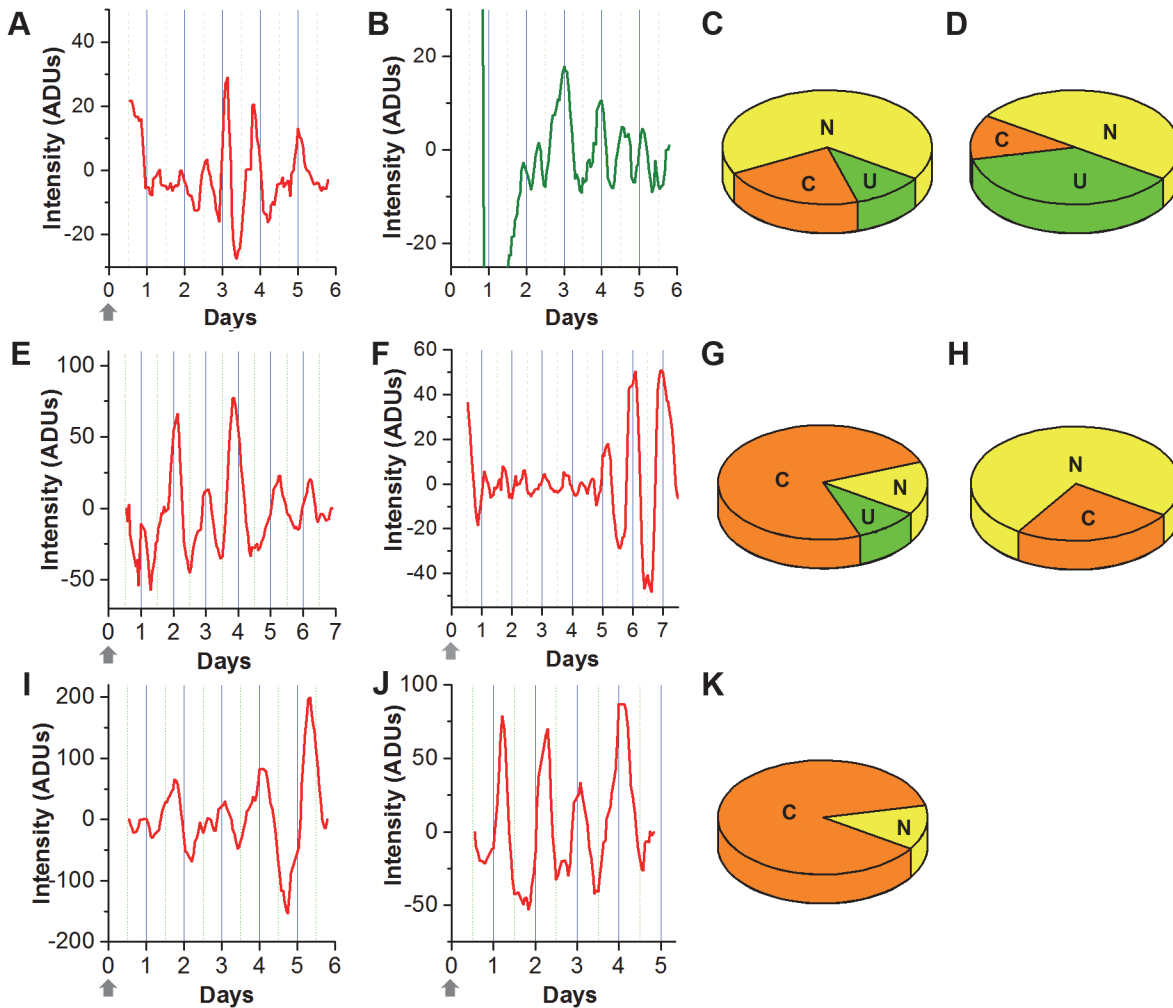 A
Intensity (ADUs)
40
20
0
-20
0 1 2 3 4 5 6
Days
B
Intensity (ADUs)
20
0
-20
0 1 2 3 4 5 6
Days
C
N
C
U
D
N
C
U
E
Intensity (ADUs)
100
50
0
-50
0 1 2 3 4 5 6 7
Days
F
Intensity (ADUs)
60
40
20
0
-20
-40
0 1 2 3 4 5 6 7
Days
G
C
N
U
H
N
C
I
Intensity (ADUs)
200
100
0
100
-200
0 1 2 3 4 5 6
Days
J
Intensity (ADUs)
100
50
0
-50
0 1 2 3 4 5
Days
K
C
N